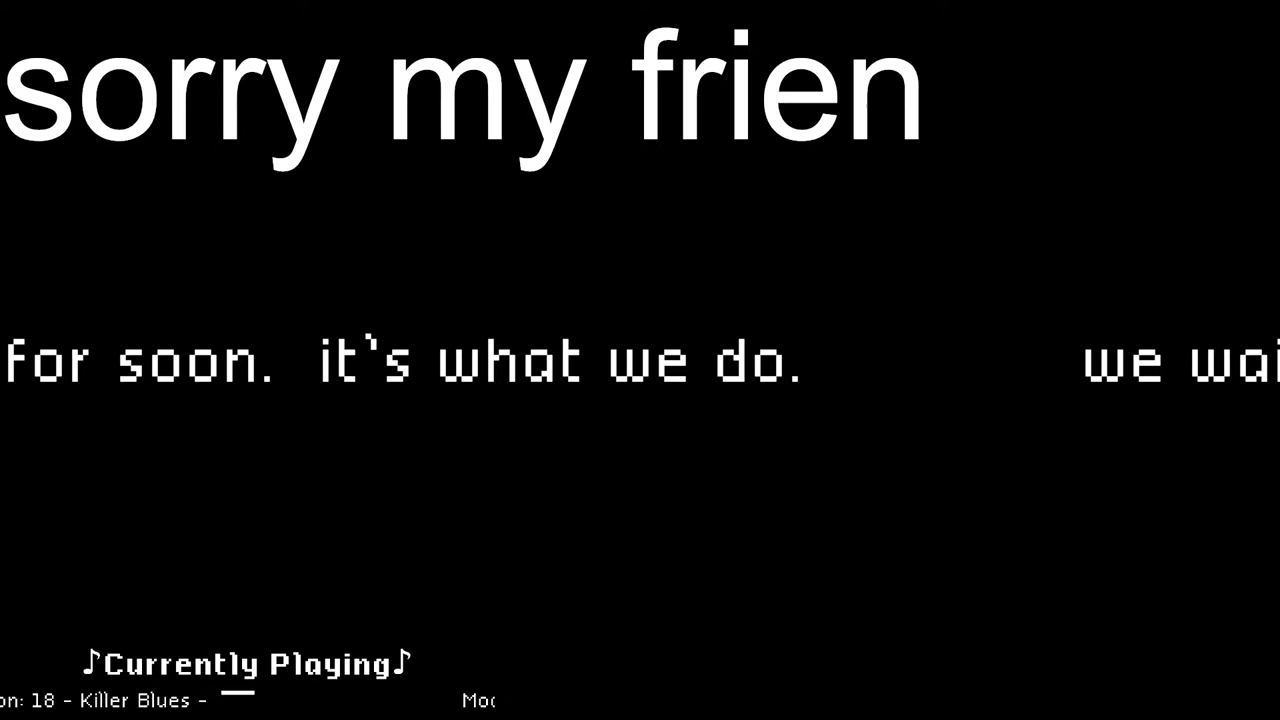 sorry my frien
for soon. it's what we do. we wai
♪Currently Playing♪
on: 18 - Killer Blues - Moc